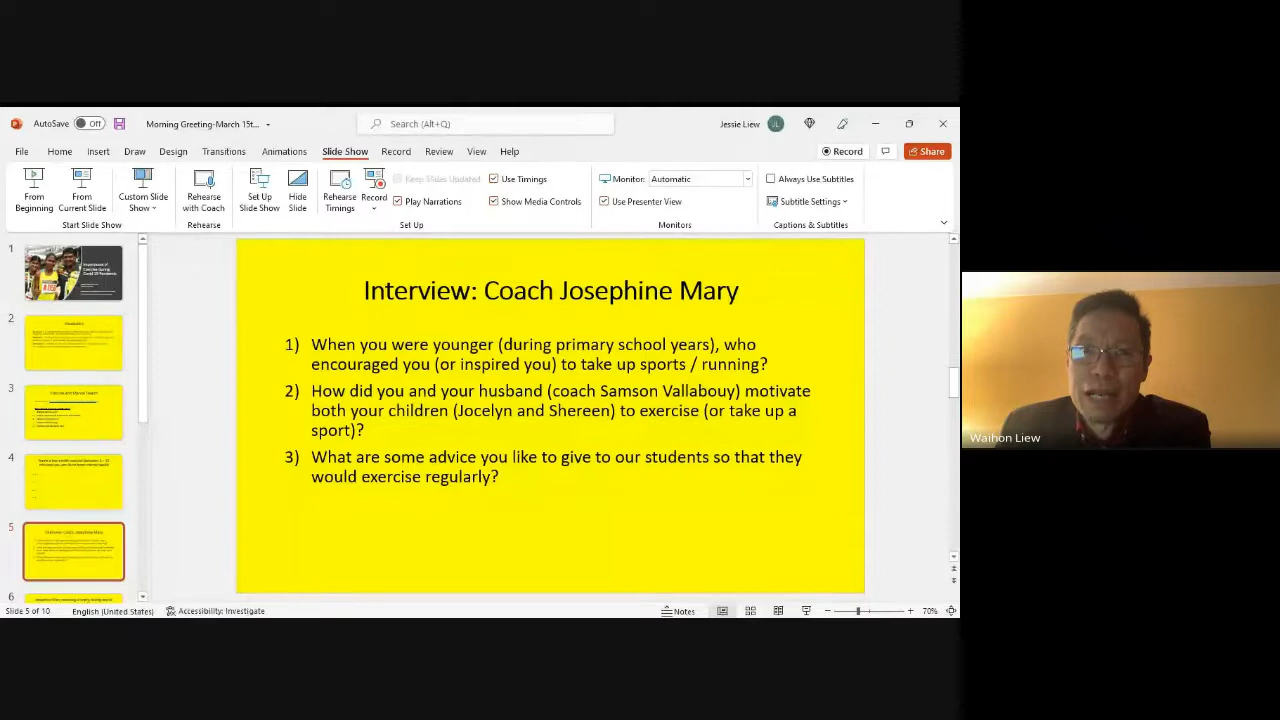 AutoSave Off Morning Greeting-March 15t... Search (Alt+Q) Jessie Liew JL
File Home Insert Draw Design Transitions Animations Slide Show Record Review View Help Record Share
From Beginning
From Current Slide
Custom Slide Show
Start Slide Show
Rehearse with Coach
Rehearse
Set Up Slide Show
Hide Slide
Rehearse Timings
Record
Keep Slides Updated
Play Narrations
Use Timings
Show Media Controls
Set Up
Monitor: Automatic
Use Presenter View
Monitors
Always Use Subtitles
Subtitle Settings
Captions & Subtitles
1
2
3
4
5
6
Interview: Coach Josephine Mary
1) When you were younger (during primary school years), who
encouraged you (or inspired you) to take up sports / running?
2) How did you and your husband (coach Samson Vallabouy) motivate
both your children (Jocelyn and Shereen) to exercise (or take up a
sport)?
3) What are some advice you like to give to our students so that they
would exercise regularly?
Waihon Liew
Slide 5 of 10 English (United States) Accessibility: Investigate Notes 70%